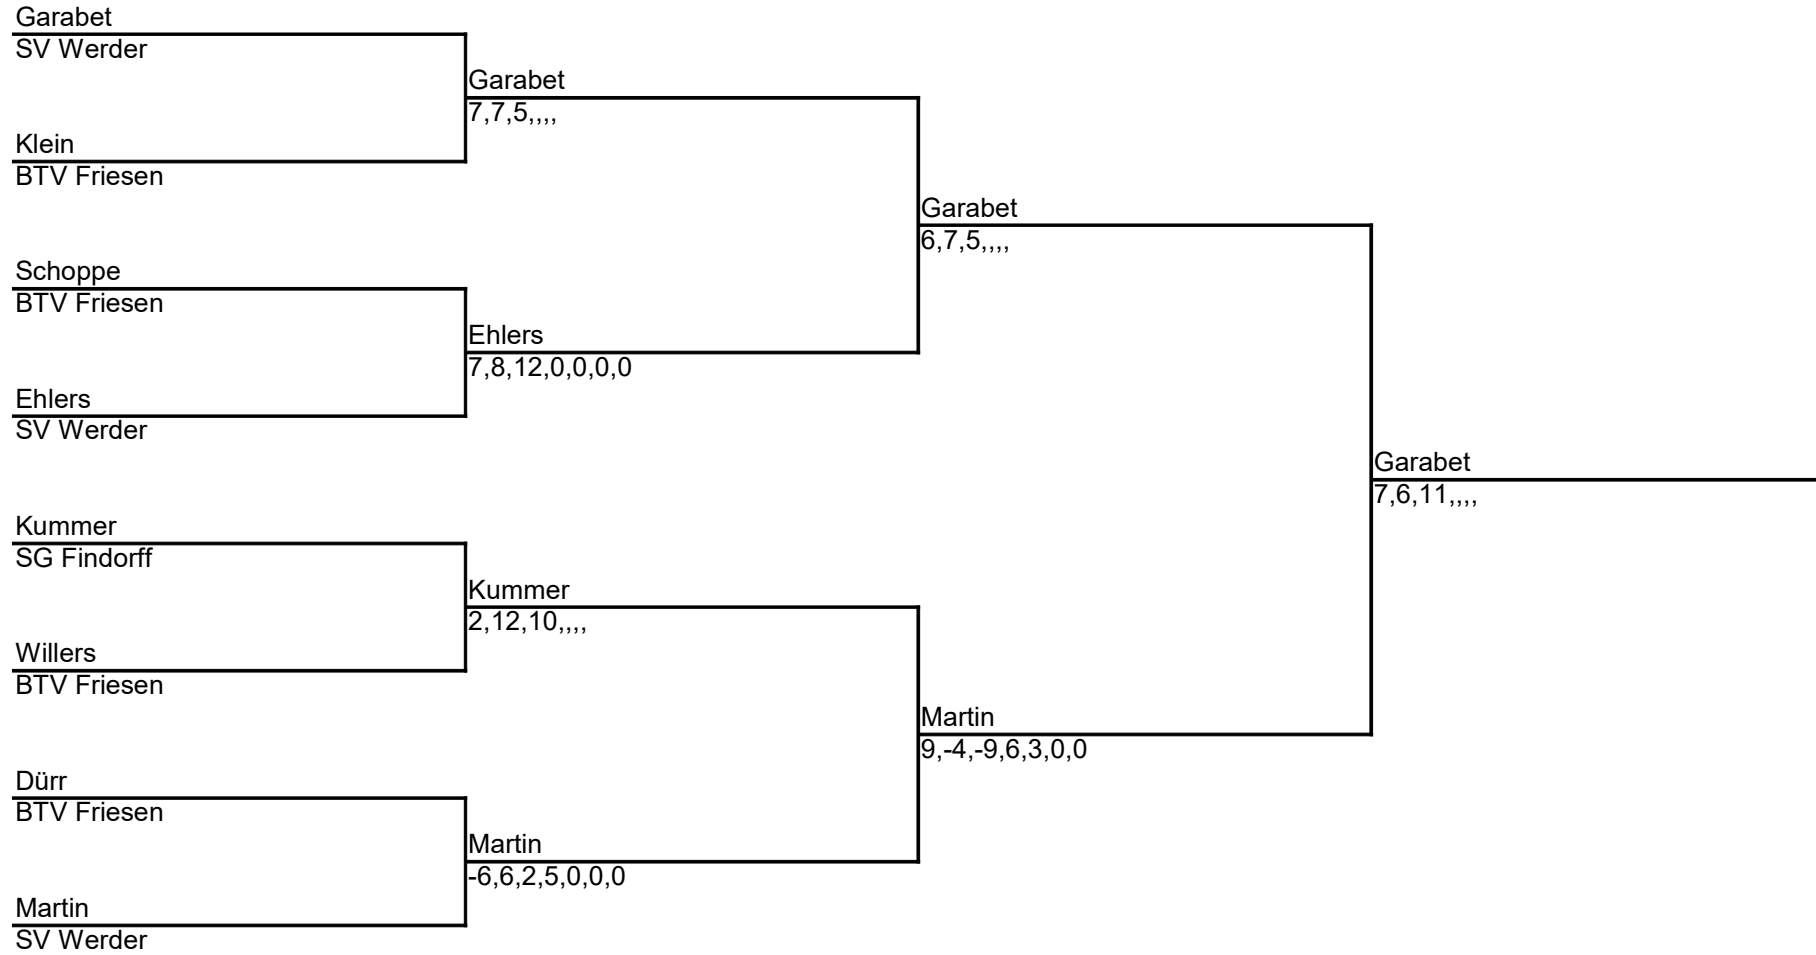 Garabet
SV Werder
Garabet
7,7,5,,,,
Klein
BTV Friesen
Garabet
6,7,5,,,,
Schoppe
BTV Friesen
Ehlers
7,8,12,0,0,0,0
Ehlers
SV Werder
Garabet
7,6,11,,,,
Kummer
SG Findorff
Kummer
2,12,10,,,,
Willers
BTV Friesen
Martin
9,-4,-9,6,3,0,0
Dürr
BTV Friesen
Martin
-6,6,2,5,0,0,0
Martin
SV Werder